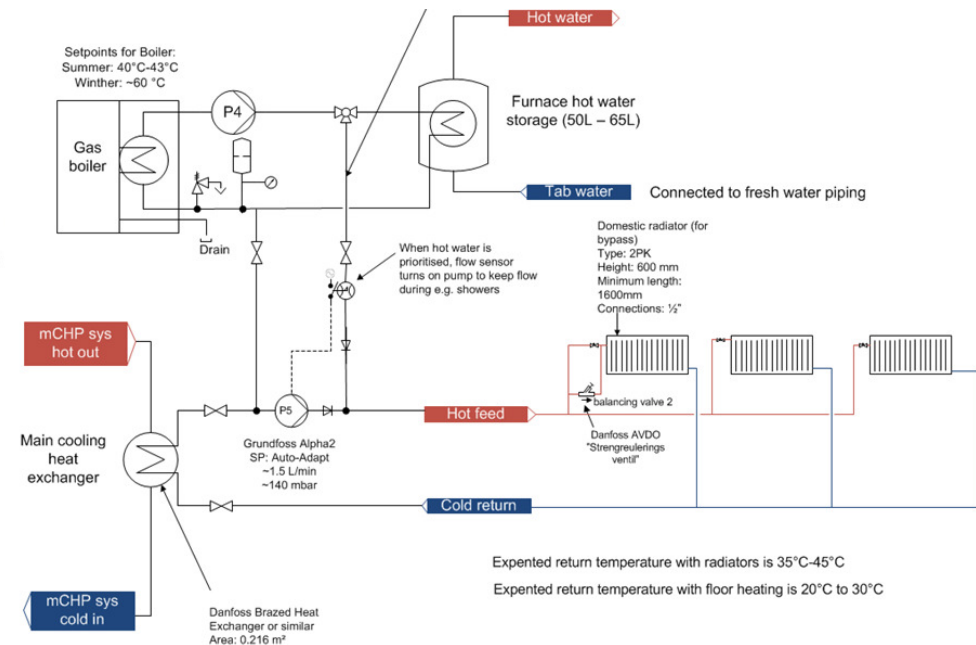 Hot water
Setpoints for Boiler:
Summer: 40°C-43°C
Winther: ~60 °C
P4
Furnace hot water
storage (50L – 65L)
Gas
boiler
Tab water
Connected to fresh water piping
Drain
When hot water is
prioritised, flow sensor
turns on pump to keep flow
during e.g. showers
Domestic radiator (for
bypass)
Type: 2PK
Height: 600 mm
Minimum length:
1600mm
Connections: ½"
mCHP sys
hot out
P5
Hot feed
balancing valve 2
Danfoss AVDO
"Strengreulerings
ventil"
Main cooling
heat
exchanger
Grundfoss Alpha2
SP: Auto-Adapt
~1.5 L/min
~140 mbar
Cold return
Expented return temperature with radiators is 35°C-45°C
Expented return temperature with floor heating is 20°C to 30°C
mCHP sys
cold in
Danfoss Brazed Heat
Exchanger or similar
Area: 0.216 m²